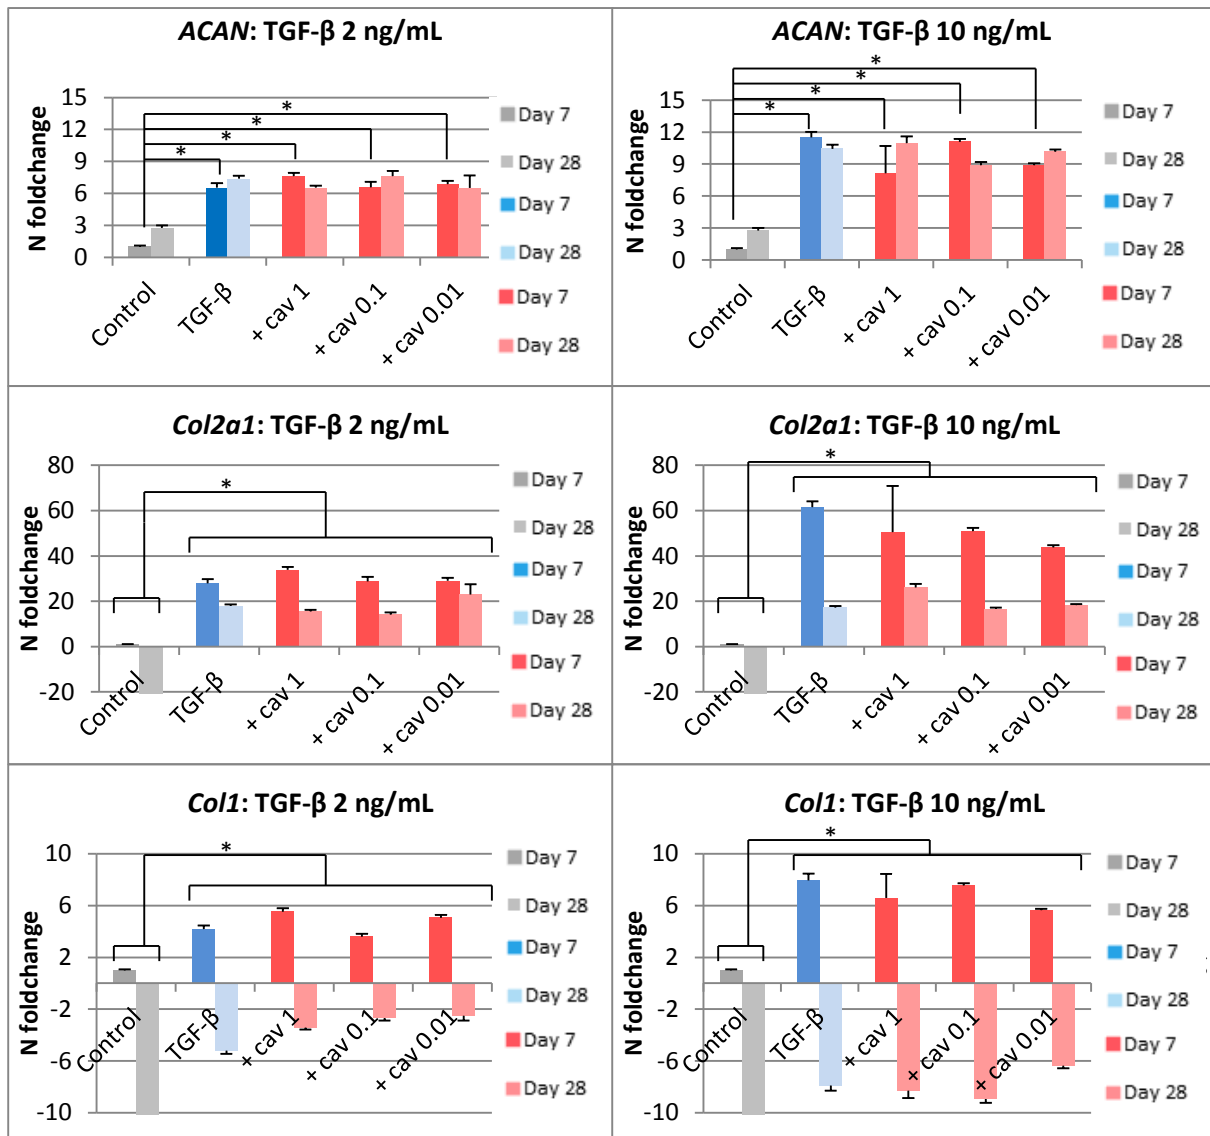 ACAN: TGF-β 2 ng/mL
N foldchange
15
12
9
6
3
0
*
*
*
*
Control
TGF-β
+ cav 1
+ cav 0.1
+ cav 0.01
Day 7
Day 28
Day 7
Day 28
Day 7
Day 28
ACAN: TGF-β 10 ng/mL
N foldchange
15
12
9
6
3
0
*
*
*
*
Control
TGF-β
+ cav 1
+ cav 0.1
+ cav 0.01
Day 7
Day 28
Day 7
Day 28
Day 7
Day 28
Col2a1: TGF-β 2 ng/mL
N foldchange
80
60
40
20
0
-20
*
Control
TGF-β
+ cav 1
+ cav 0.1
+ cav 0.01
Day 7
Day 28
Day 7
Day 28
Day 7
Day 28
Col2a1: TGF-β 10 ng/mL
N foldchange
80
60
40
20
0
-20
*
Control
TGF-β
+ cav 1
+ cav 0.1
+ cav 0.01
Day 7
Day 28
Day 7
Day 28
Day 7
Day 28
Col1: TGF-β 2 ng/mL
N foldchange
10
6
2
-2
-6
-10
*
Control
TGF-β
+ cav 1
+ cav 0.1
+ cav 0.01
Day 7
Day 28
Day 7
Day 28
Day 7
Day 28
Col1: TGF-β 10 ng/mL
N foldchange
10
6
2
-2
-6
-10
*
Control
TGF-β
+ cav 1
+ cav 0.1
+ cav 0.01
Day 7
Day 28
Day 7
Day 28
Day 7
Day 28